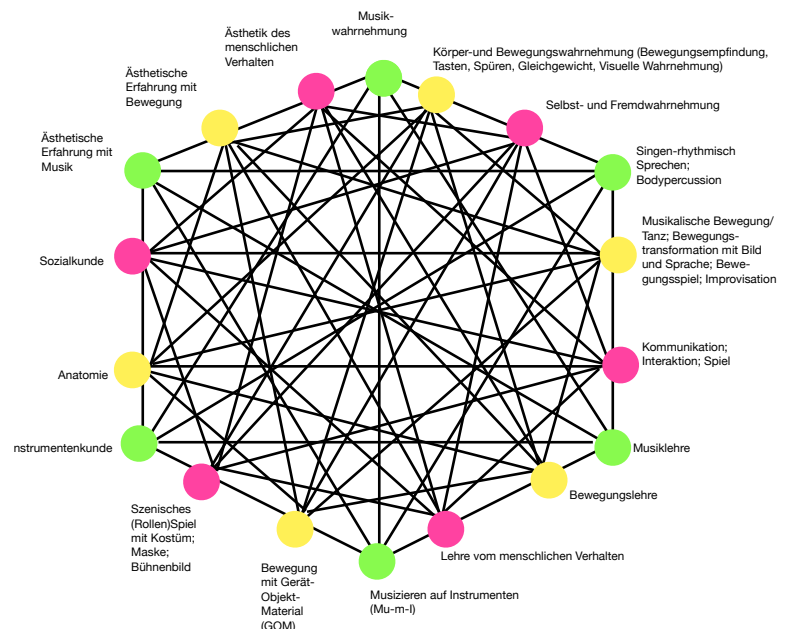 Musik-
wahrnehmung
Ästhetik des
menschlichen
Verhalten
Körper-und Bewegungswahrnehmung (Bewegungsempfindung,
Tasten, Spüren, Gleichgewicht, Visuelle Wahrnehmung)
Ästhetische
Erfahrung mit
Bewegung
Selbst- und Fremdwahrnehmung
Ästhetische
Erfahrung mit
Musik
Singen-rhythmisch
Sprechen;
Bodypercussion
Musikalische Bewegung/
Tanz; Bewegungs-
transformation mit Bild
und Sprache; Bewe-
gungsspiel; Improvisation
Sozialkunde
Kommunikation;
Interaktion; Spiel
Anatomie
nstrumentenkunde
Musiklehre
Bewegungslehre
Szenisches
(Rollen)Spiel
mit Kostüm;
Maske;
Bühnenbild
Lehre vom menschlichen Verhalten
Bewegung
mit Gerät-
Objekt-
Material
(GOM)
Musizieren auf Instrumenten
(Mu-m-I)